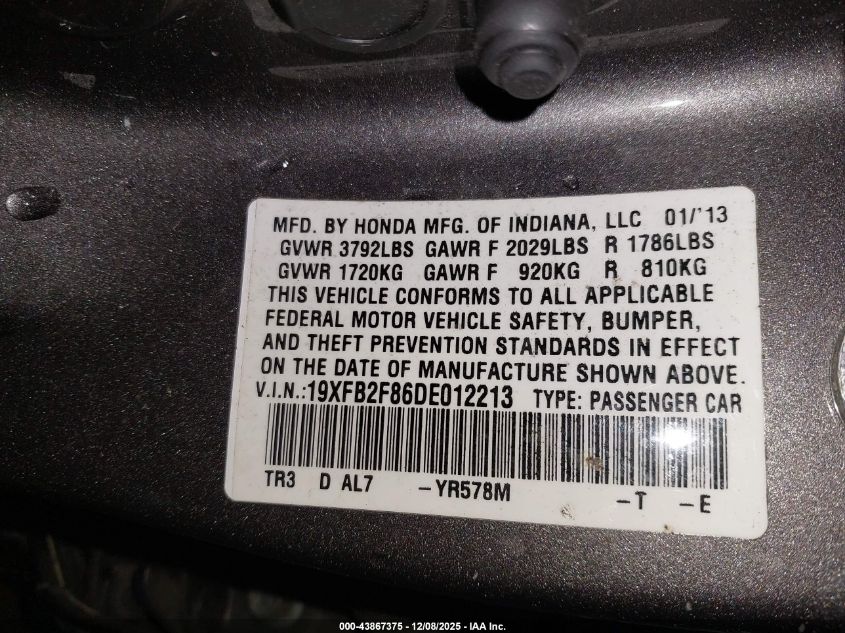 MFD. BY HONDA MFG. OF INDIANA, LLC 01/'13
GVWR 3792LBS GAWR F 2029LBS R 1786LBS
GVWR 1720KG GAWR F 920KG R 810KG
THIS VEHICLE CONFORMS TO ALL APPLICABLE
FEDERAL MOTOR VEHICLE SAFETY, BUMPER,
AND THEFT PREVENTION STANDARDS IN EFFECT
ON THE DATE OF MANUFACTURE SHOWN ABOVE.
V.I.N.:19XFB2F86DE012213 TYPE: PASSENGER CAR
TR3 D AL7 -YR578M -T -E
000-43867375 - 12/08/2025 - IAA Inc.